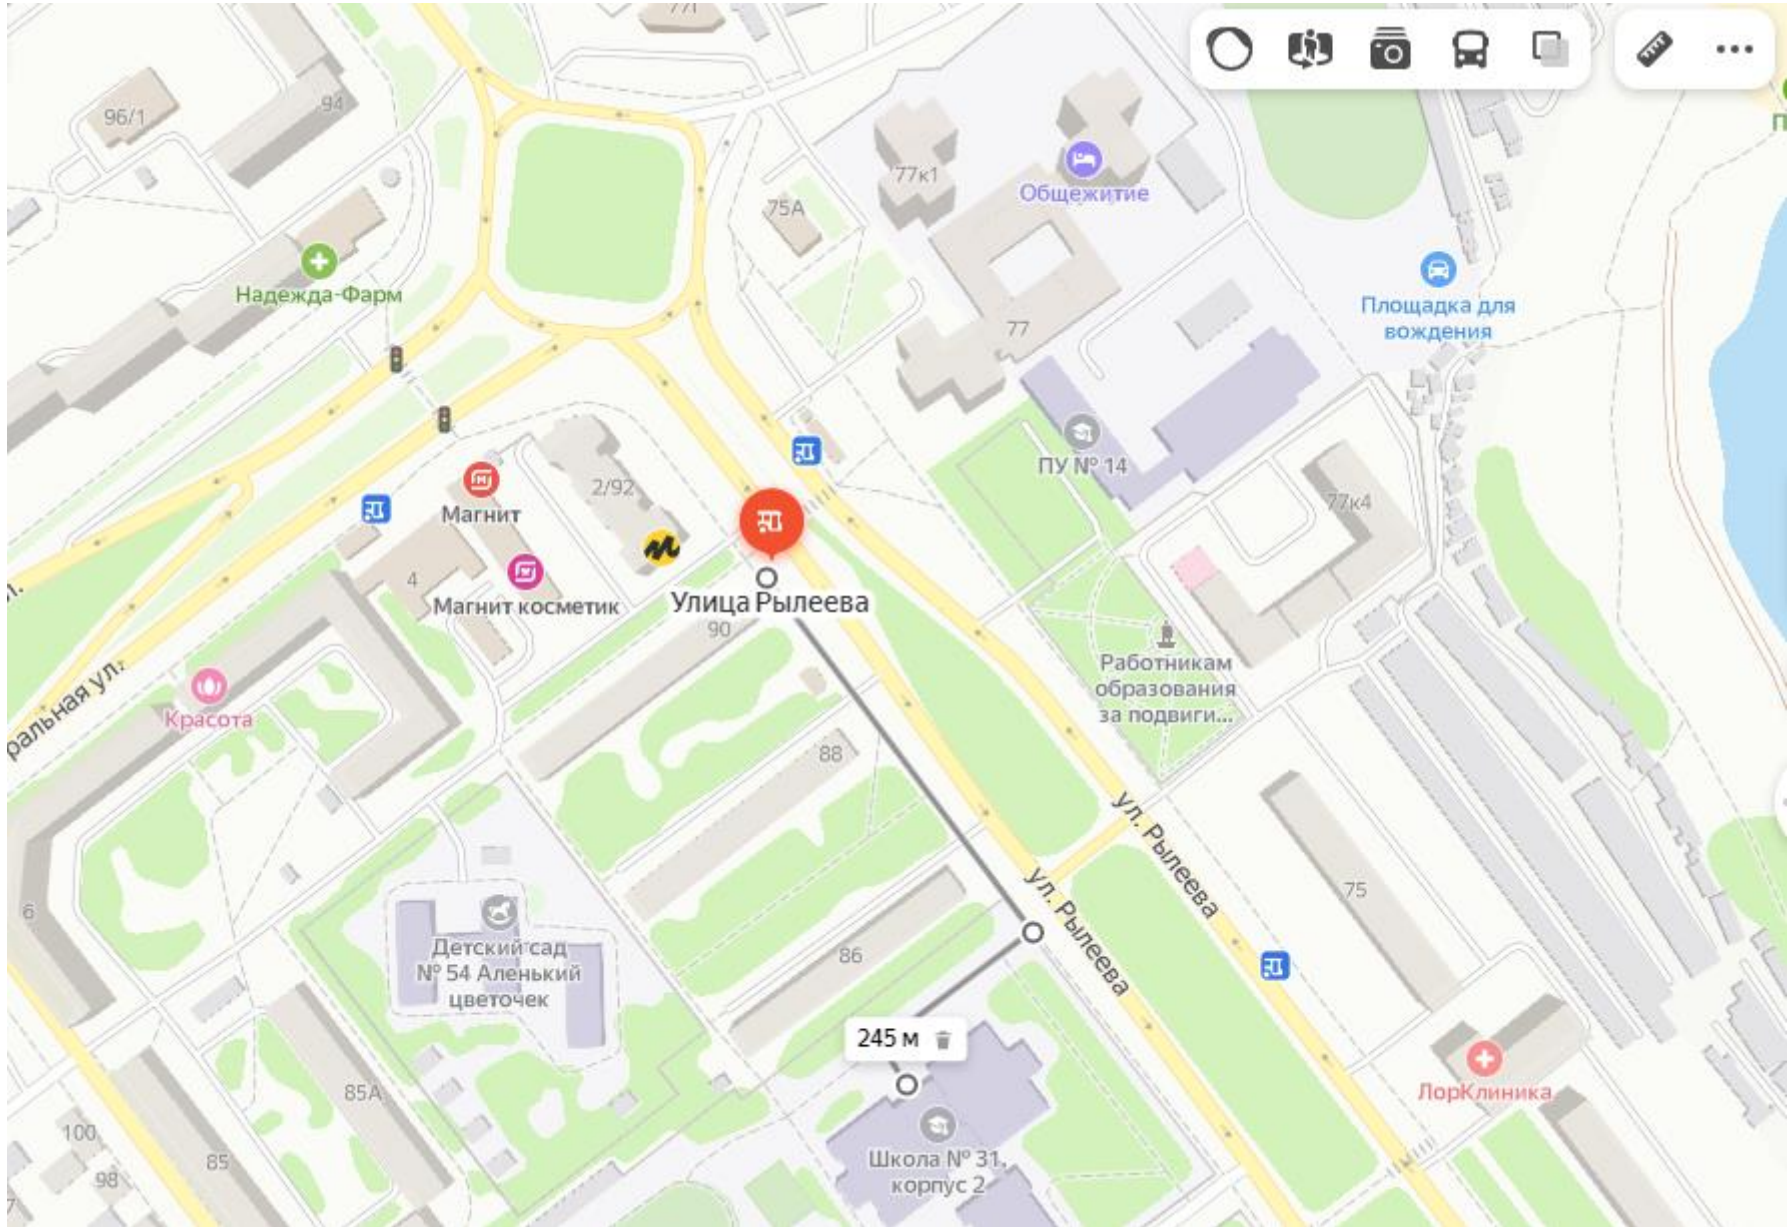 77Г
96/1
94
77к1
Общежитие
75А
Надежда-Фарм
77
Площадка для
вождения
ПУ № 14
2/92
Магнит
77к4
4
Магнит косметик
Улица Рылеева
90
Работникам
образования
за подвиги...
ральная ул.
Красота
88
ул. Рылеева
ул. Рылеева
75
6
86
Детский сад
№ 54 Аленький
цветочек
245 м
85А
ЛорКлиника
100
85
98
Школа № 31,
корпус 2